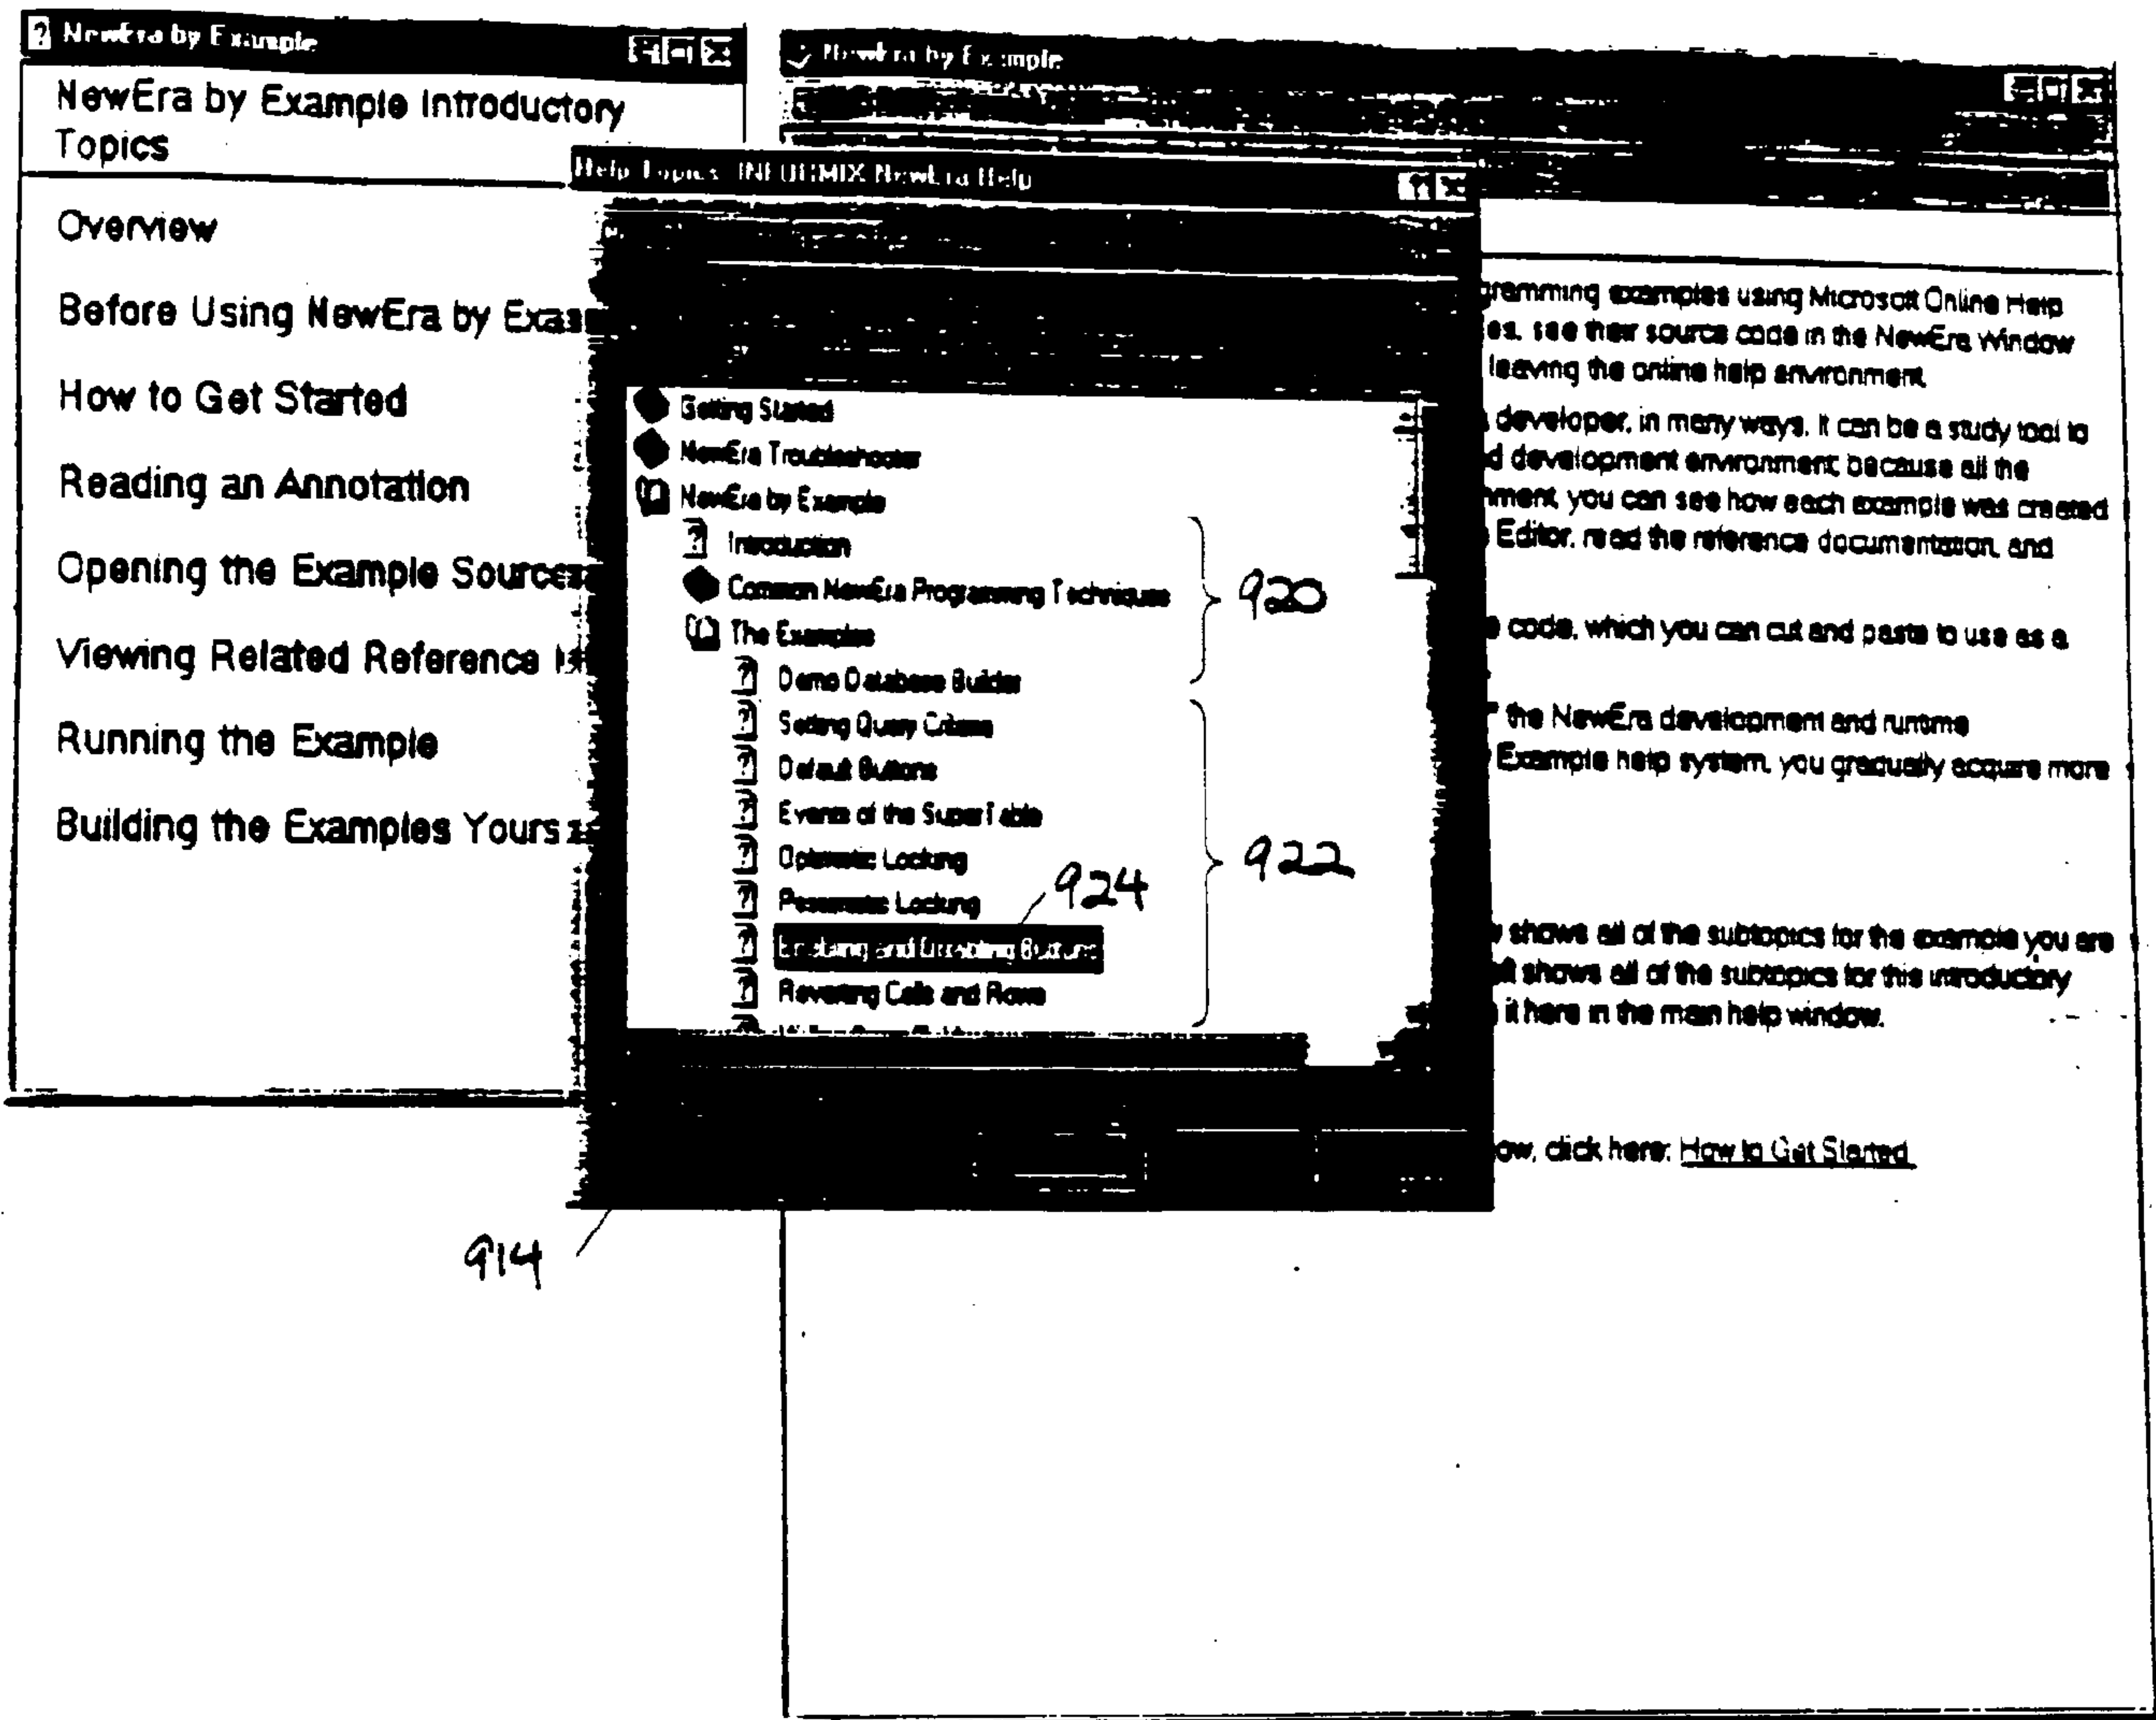 NewEra by Example
NewEra by Example Introductory
Topics
Overview
Before Using NewEra by Exa
How to Get Started
Reading an Annotation
Opening the Example Source
Viewing Related Reference
Running the Example
Building the Examples Yours
NewEra by Example
Help Topics: INFORMIX NewEra Help
Getting Started
NewEra Troubleshooter
NewEra by Example
Introduction
Common NewEra Programming Techniques
The Examples
Demo Database Builder
Setting Query Criteria
Default Buttons
Events of the SuperTable
Optimistic Locking
Pessimistic Locking
Enabling and Disabling Buttons
Reverting Cells and Rows
920
922
924
914
gramming examples using Microsoft Online Help
es, see their source code in the NewEra Window
leaving the online help environment.
developer, in many ways. It can be a study tool to
d development environment because all the
nment, you can see how each example was created
Editor, read the reference documentation, and
code, which you can cut and paste to use as a
the NewEra development and runtime
Example help system, you gradually acquire more
shows all of the subtopics for the example you are
shows all of the subtopics for this introductory
it here in the main help window.
ow, click here: How to Get Started